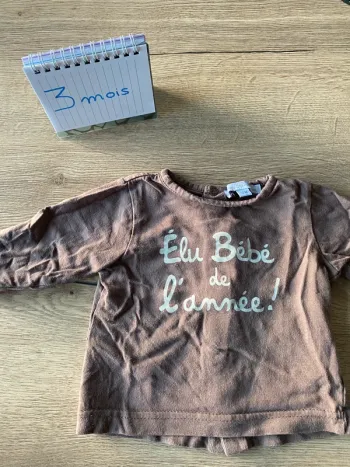 3 mois
Élu Bébé
de
l'année!